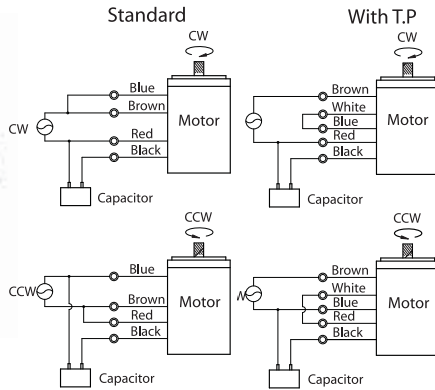 Standard
With T.P
CW
CW
Blue
Brown
Red
Black
Motor
CW
Capacitor
Brown
White
Blue
Red
Black
Motor
Capacitor
CCW
CCW
Blue
Brown
Red
Black
Motor
CCW
Capacitor
Brown
White
Blue
Red
Black
Motor
Capacitor